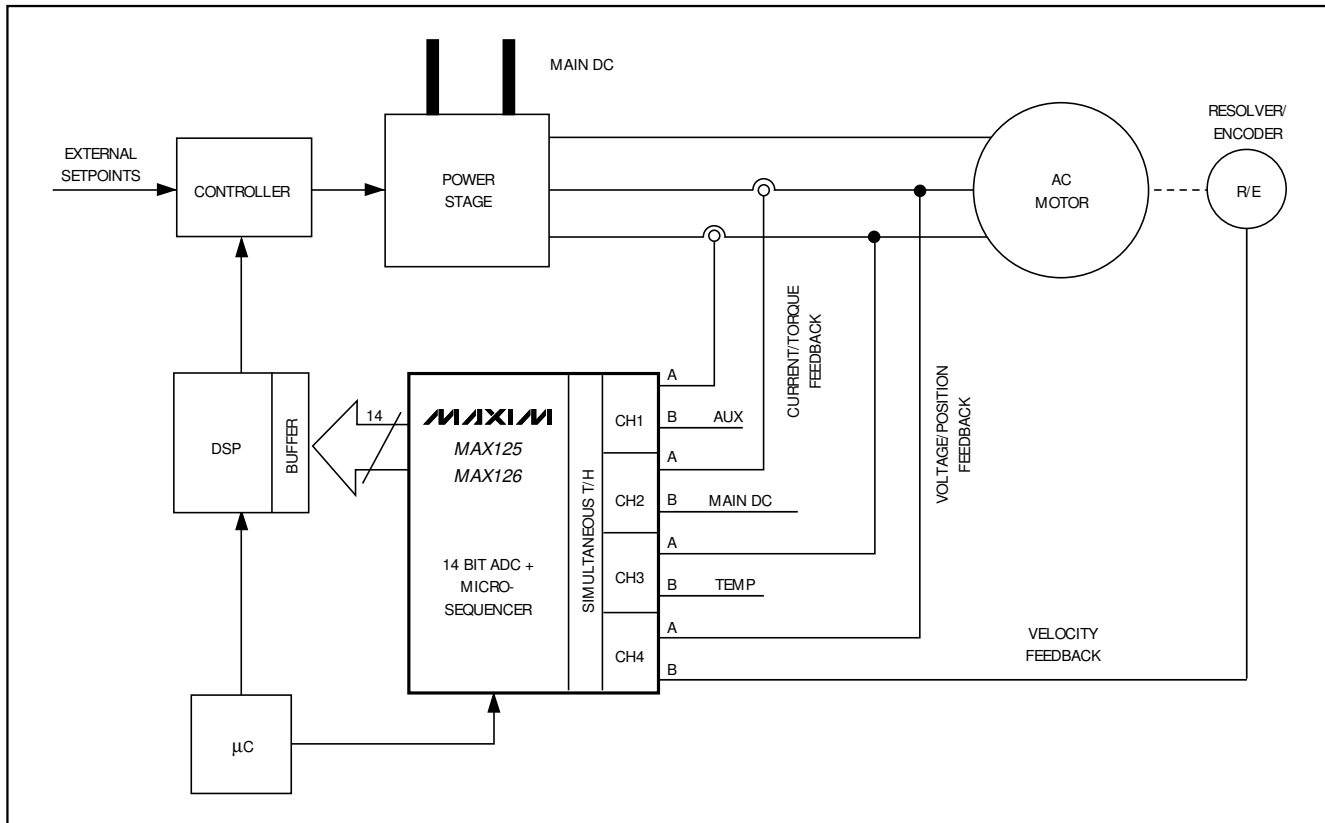 MAIN DC
EXTERNAL
SETPOINTS
CONTROLLER
POWER
STAGE
AC
MOTOR
RESOLVER/
ENCODER
R/E
CURRENT/TORQUE
FEEDBACK
VOLTAGE/POSITION
FEEDBACK
DSP
BUFFER
14
MAXIM
MAX125
MAX126
14 BIT ADC +
MICRO-
SEQUENCER
SIMULTANEOUS T/H
CH1
A
B AUX
CH2
A
B MAIN DC
CH3
A
B TEMP
CH4
A
B
VELOCITY
FEEDBACK
µC